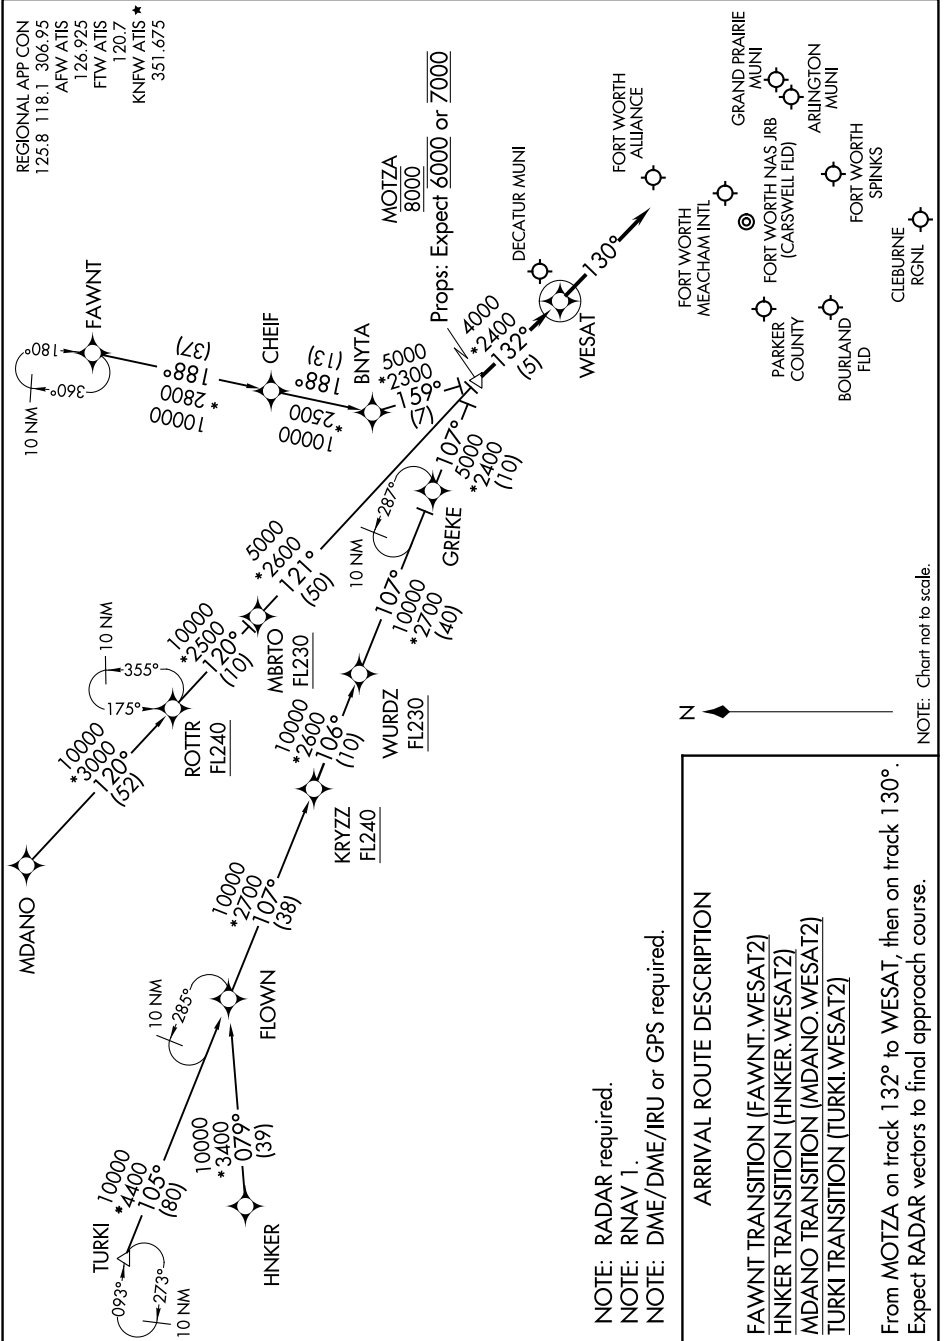 REGIONAL APP CON
125.8 118.1 306.95
AFW ATIS
126.925
FTW ATIS
120.7
KNFW ATIS ★
351.675
MDANO
10000
*3000
120°
(52)
10 NM
355°
175°
ROTTR
FL240
10000
*2500
120°
(10)
MBRTO
FL230
5000
*2600
121°
(50)
10 NM
360°
180°
FAWNT
10000
*2800
188°
(37)
CHEIF
10000
*2500
188°
(13)
BNYTA
5000
*2300
159°
(7)
MOTZA
8000
Props: Expect 6000 or 7000
4000
*2400
132°
(5)
WESAT
130°
TURKI
093°
273°
10 NM
10000
*4400
105°
(80)
HNKER
10000
*3400
079°
(39)
10 NM
285°
FLOWN
10000
*2700
107°
(38)
KRYZZ
FL240
10000
*2600
106°
(10)
WURDZ
FL230
10000
*2700
107°
(40)
10 NM
287°
GREKE
107°
5000
*2400
(10)
DECATUR MUNI
FORT WORTH
ALLIANCE
FORT WORTH
MEACHAM INTL
FORT WORTH NAS JRB
(CARSWELL FLD)
GRAND PRAIRIE
MUNI
ARLINGTON
MUNI
PARKER
COUNTY
BOURLAND
FLD
FORT WORTH
SPINKS
CLEBURNE
RGNL
N
NOTE: Chart not to scale.
NOTE: RADAR required.
NOTE: RNAV 1.
NOTE: DME/DME/IRU or GPS required.
ARRIVAL ROUTE DESCRIPTION
FAWNT TRANSITION (FAWNT.WESAT2)
HNKER TRANSITION (HNKER.WESAT2)
MDANO TRANSITION (MDANO.WESAT2)
TURKI TRANSITION (TURKI.WESAT2)
From MOTZA on track 132° to WESAT, then on track 130°.
Expect RADAR vectors to final approach course.